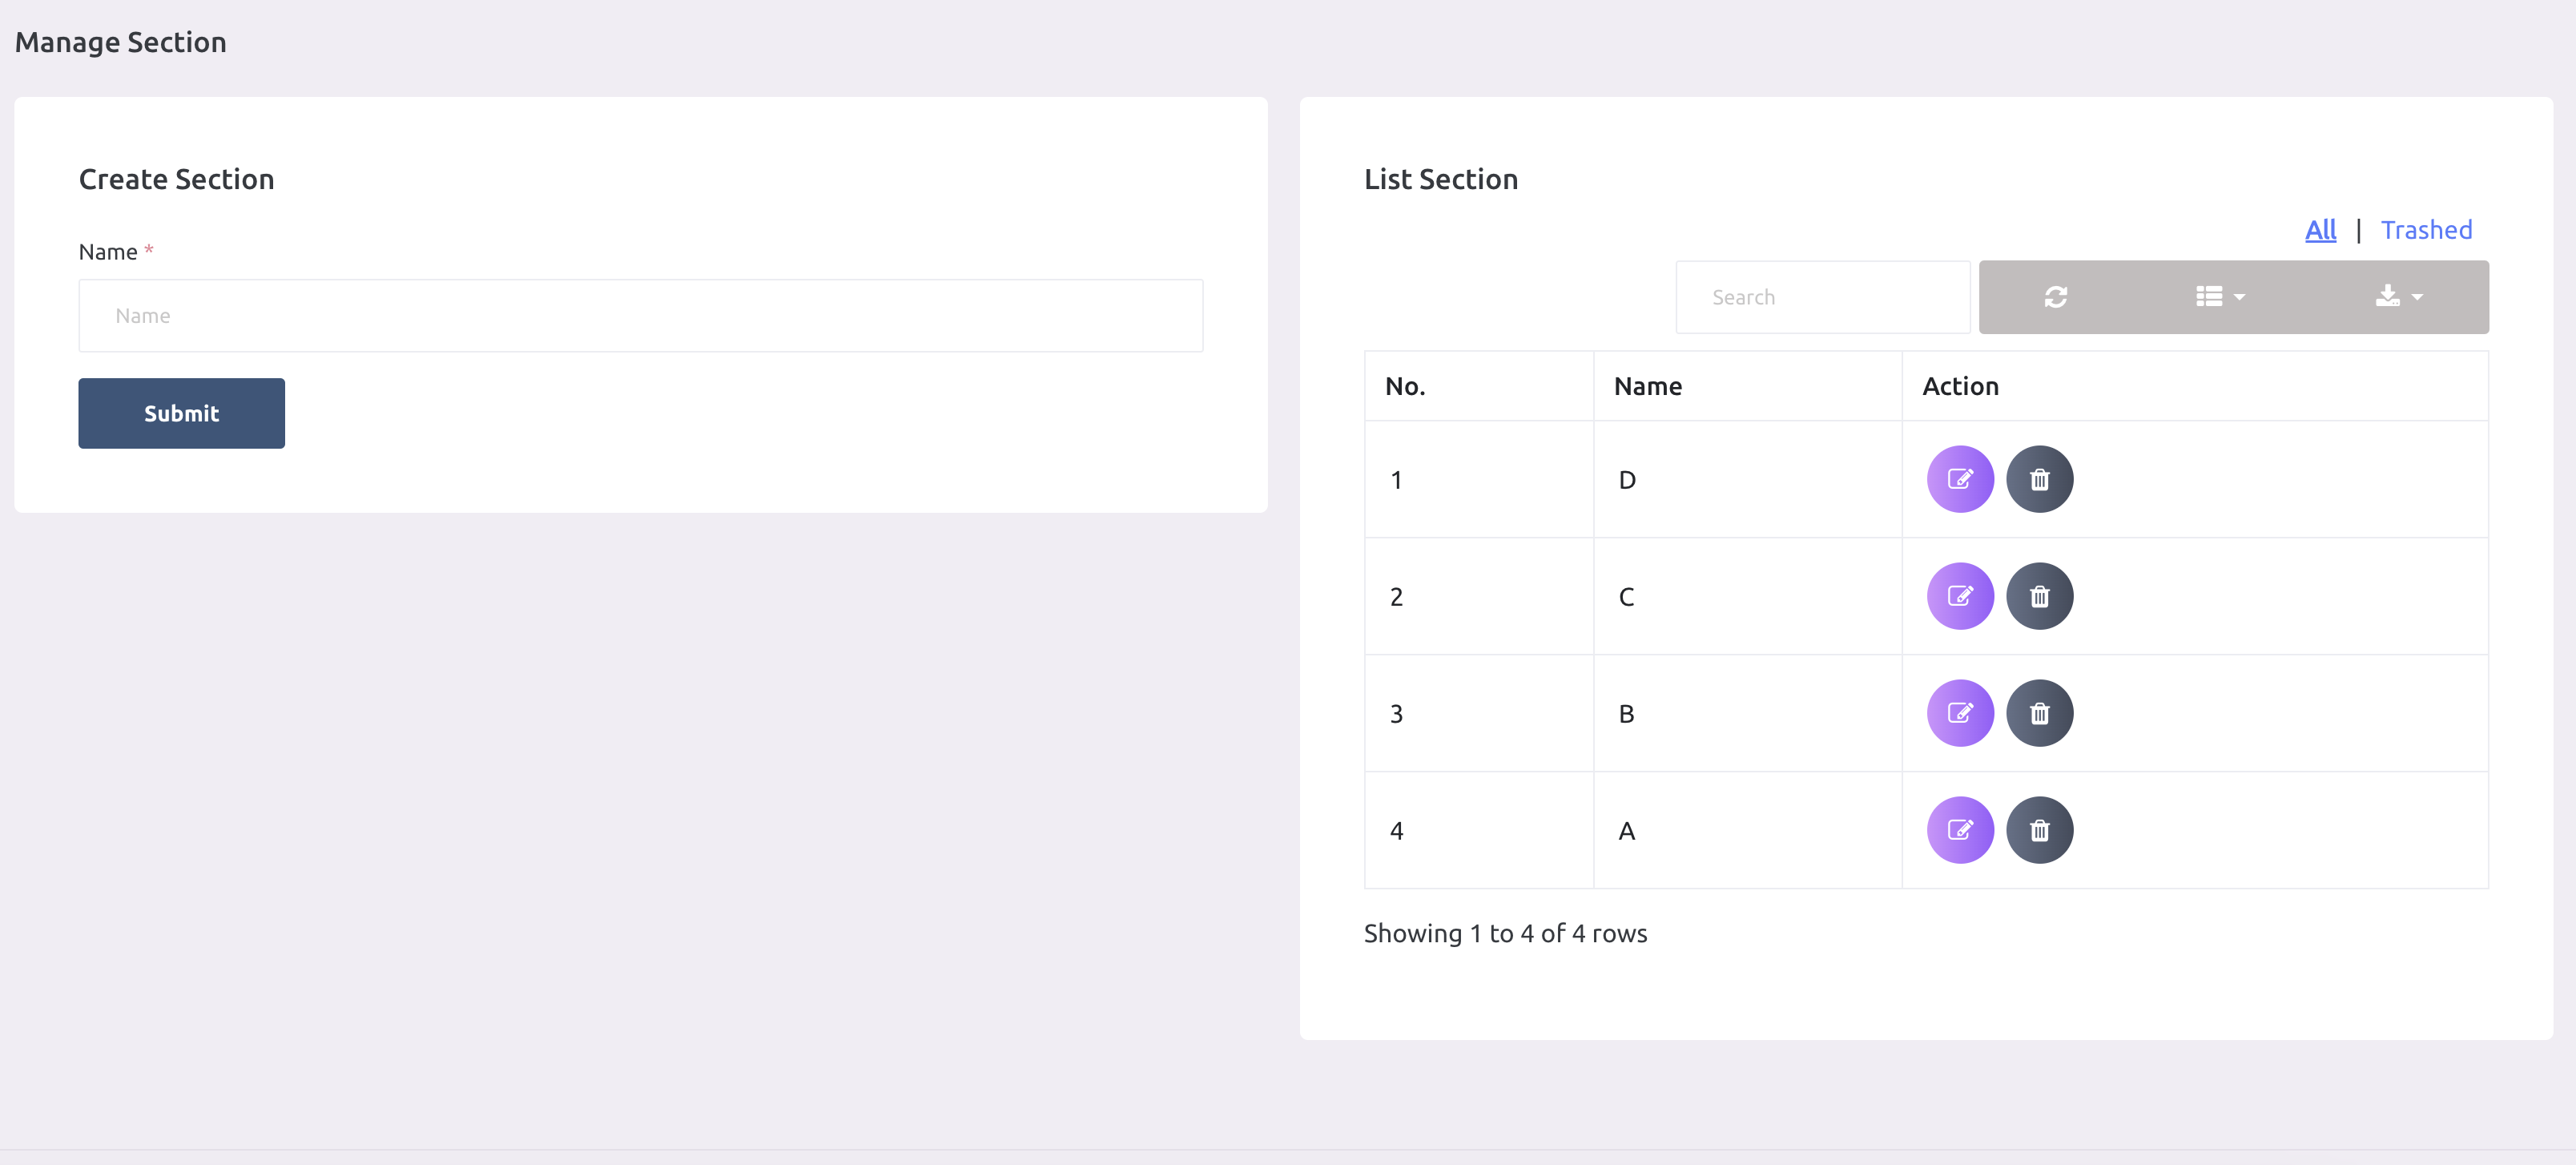 Manage Section
Create Section
Name *
Name
Submit
List Section
All | Trashed
Search
No. Name Action
1 D
2 C
3 B
4 A
Showing 1 to 4 of 4 rows